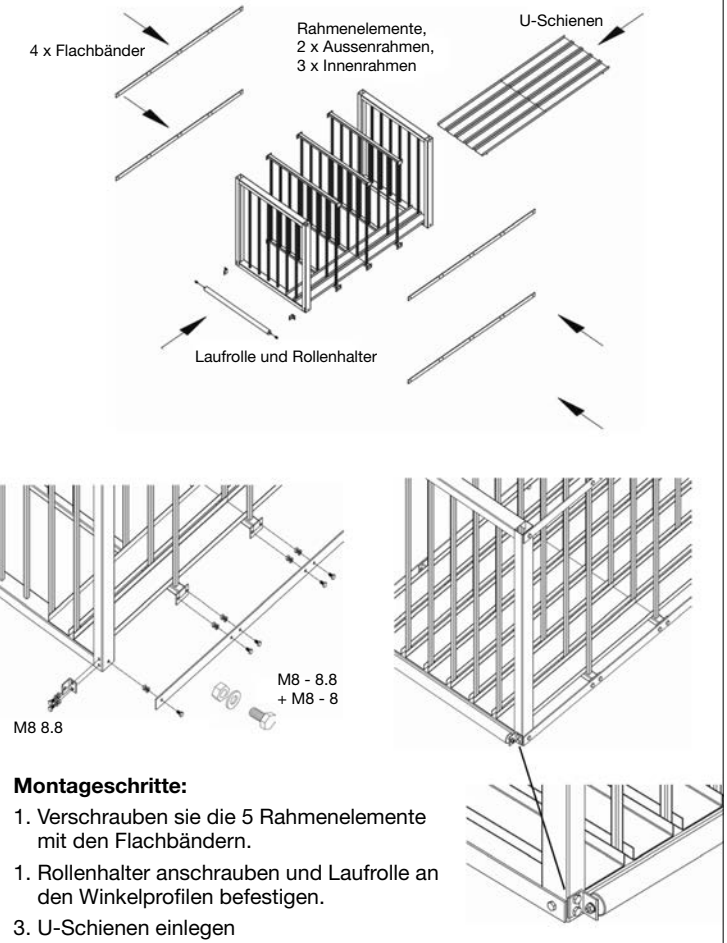 4 x Flachbänder
Rahmenelemente,
2 x Aussenrahmen,
3 x Innenrahmen
U-Schienen
Laufrolle und Rollenhalter
M8 - 8.8
+ M8 - 8
M8 8.8
Montageschritte:
1. Verschrauben sie die 5 Rahmenelemente
mit den Flachbändern.
1. Rollenhalter anschrauben und Laufrolle an
den Winkelprofilen befestigen.
3. U-Schienen einlegen